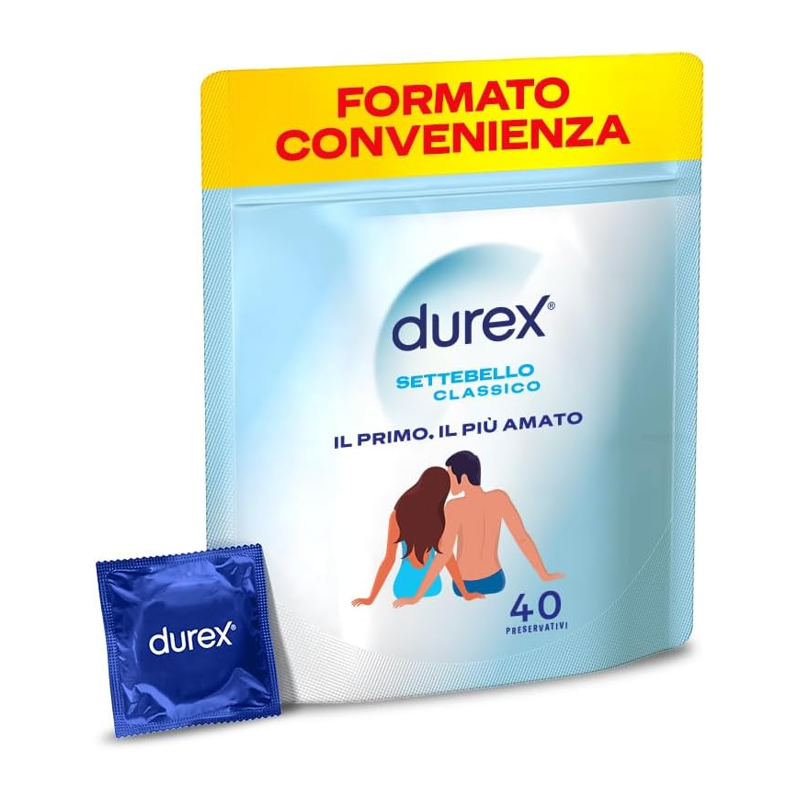 FORMATO
CONVENIENZA
durex®
SETTEBELLO
CLASSICO
IL PRIMO. IL PIÙ AMATO
40
PRESERVATIVI
durex®